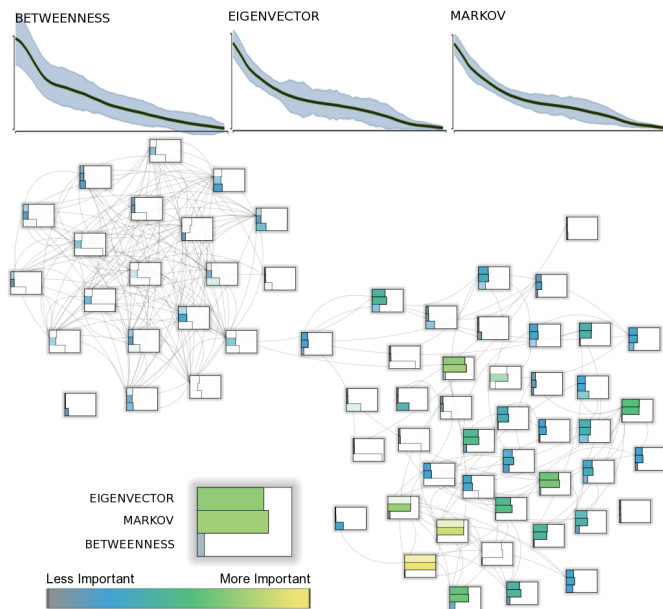 BETWEENNESS
EIGENVECTOR
MARKOV
EIGENVECTOR
MARKOV
BETWEENNESS
Less Important
More Important